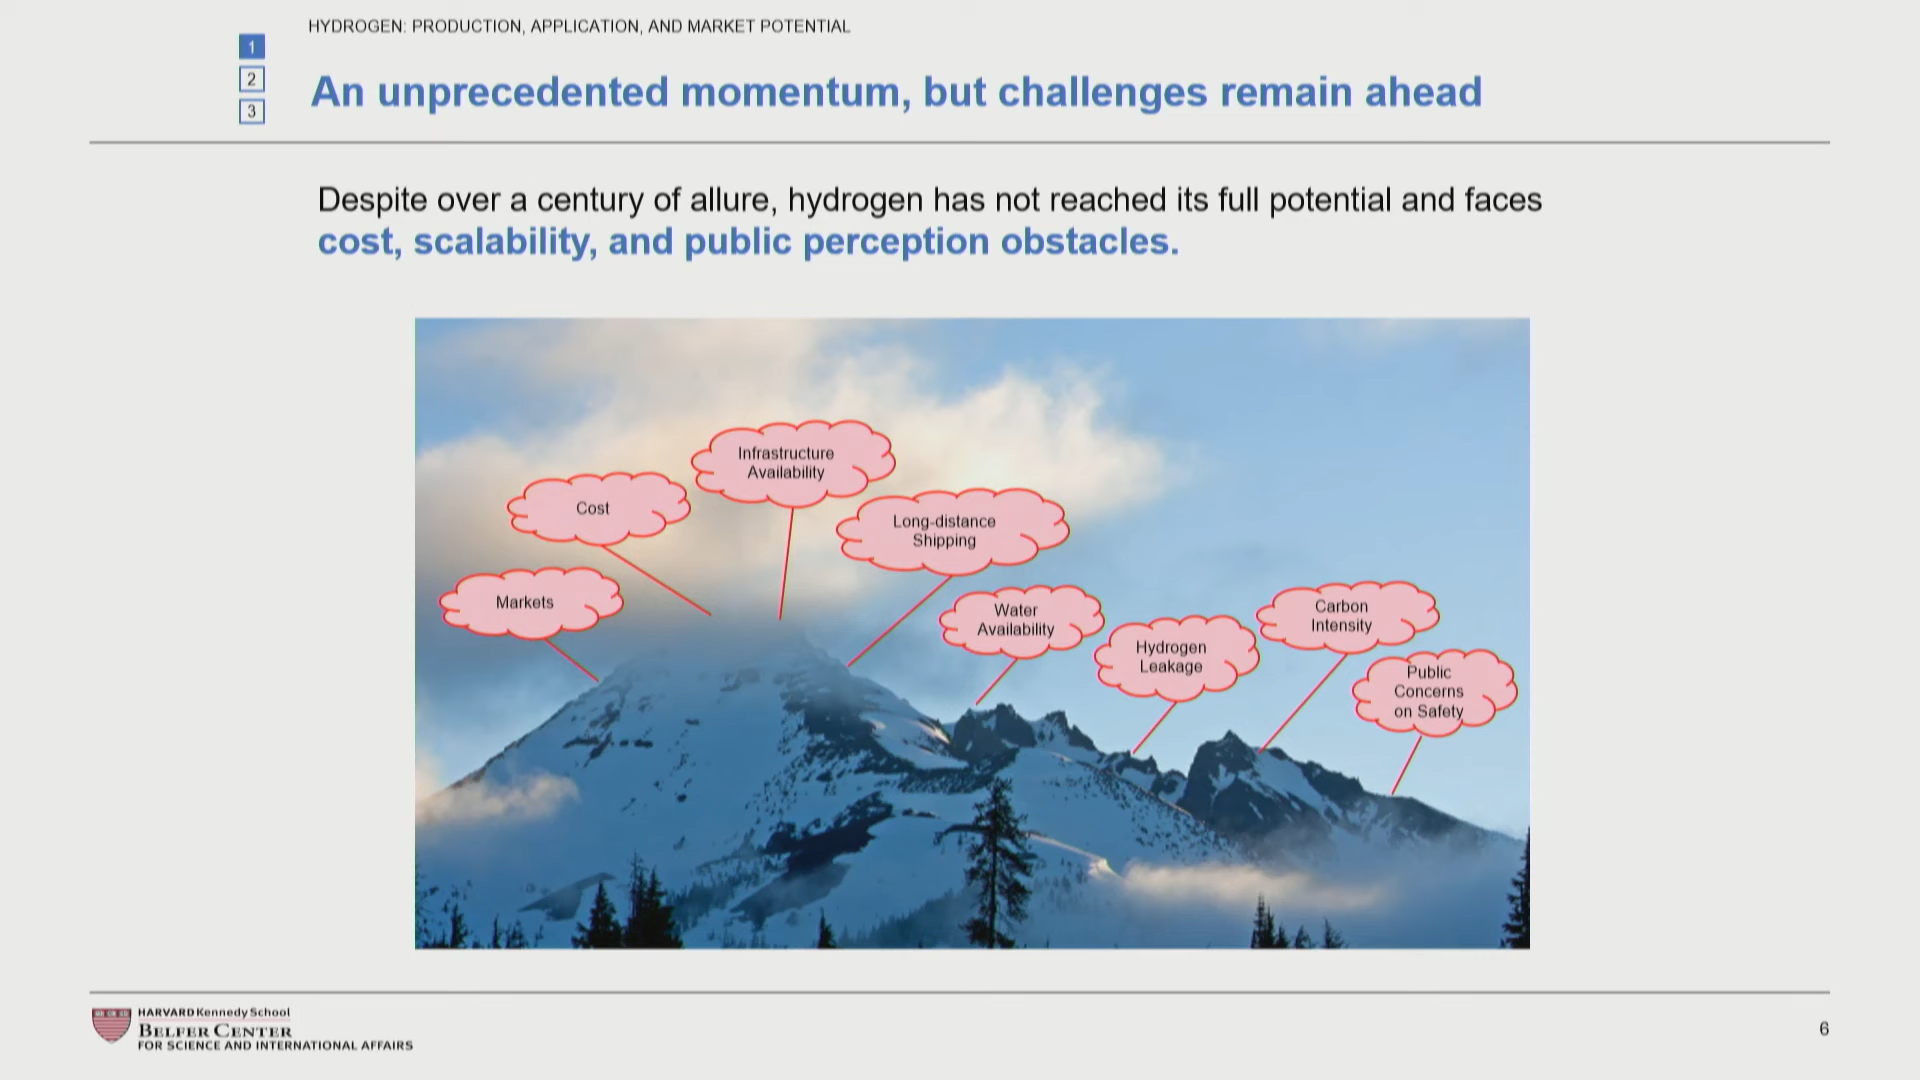 HYDROGEN: PRODUCTION, APPLICATION, AND MARKET POTENTIAL
1
2
3
An unprecedented momentum, but challenges remain ahead
Despite over a century of allure, hydrogen has not reached its full potential and faces
cost, scalability, and public perception obstacles.
Infrastructure
Availability
Cost
Long-distance
Shipping
Markets
Water
Availability
Hydrogen
Leakage
Carbon
Intensity
Public
Concerns
on Safety
HARVARD Kennedy School
BELFER CENTER
FOR SCIENCE AND INTERNATIONAL AFFAIRS
6